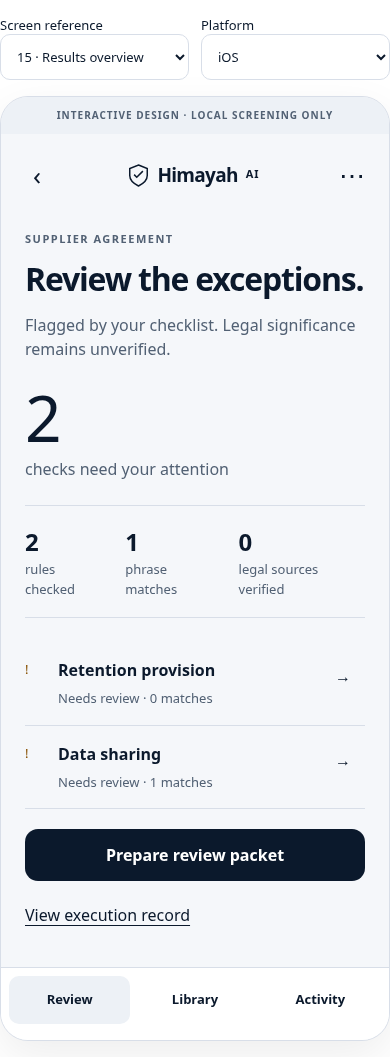 Screen reference
Platform
15 · Results overview
iOS
INTERACTIVE DESIGN · LOCAL SCREENING ONLY
‹
Himayah AI
···
SUPPLIER AGREEMENT
Review the exceptions.
Flagged by your checklist. Legal significance
remains unverified.
2
checks need your attention
2
rules
checked
1
phrase
matches
0
legal sources
verified
!
Retention provision
→
Needs review · 0 matches
!
Data sharing
→
Needs review · 1 matches
Prepare review packet
View execution record
Review
Library
Activity